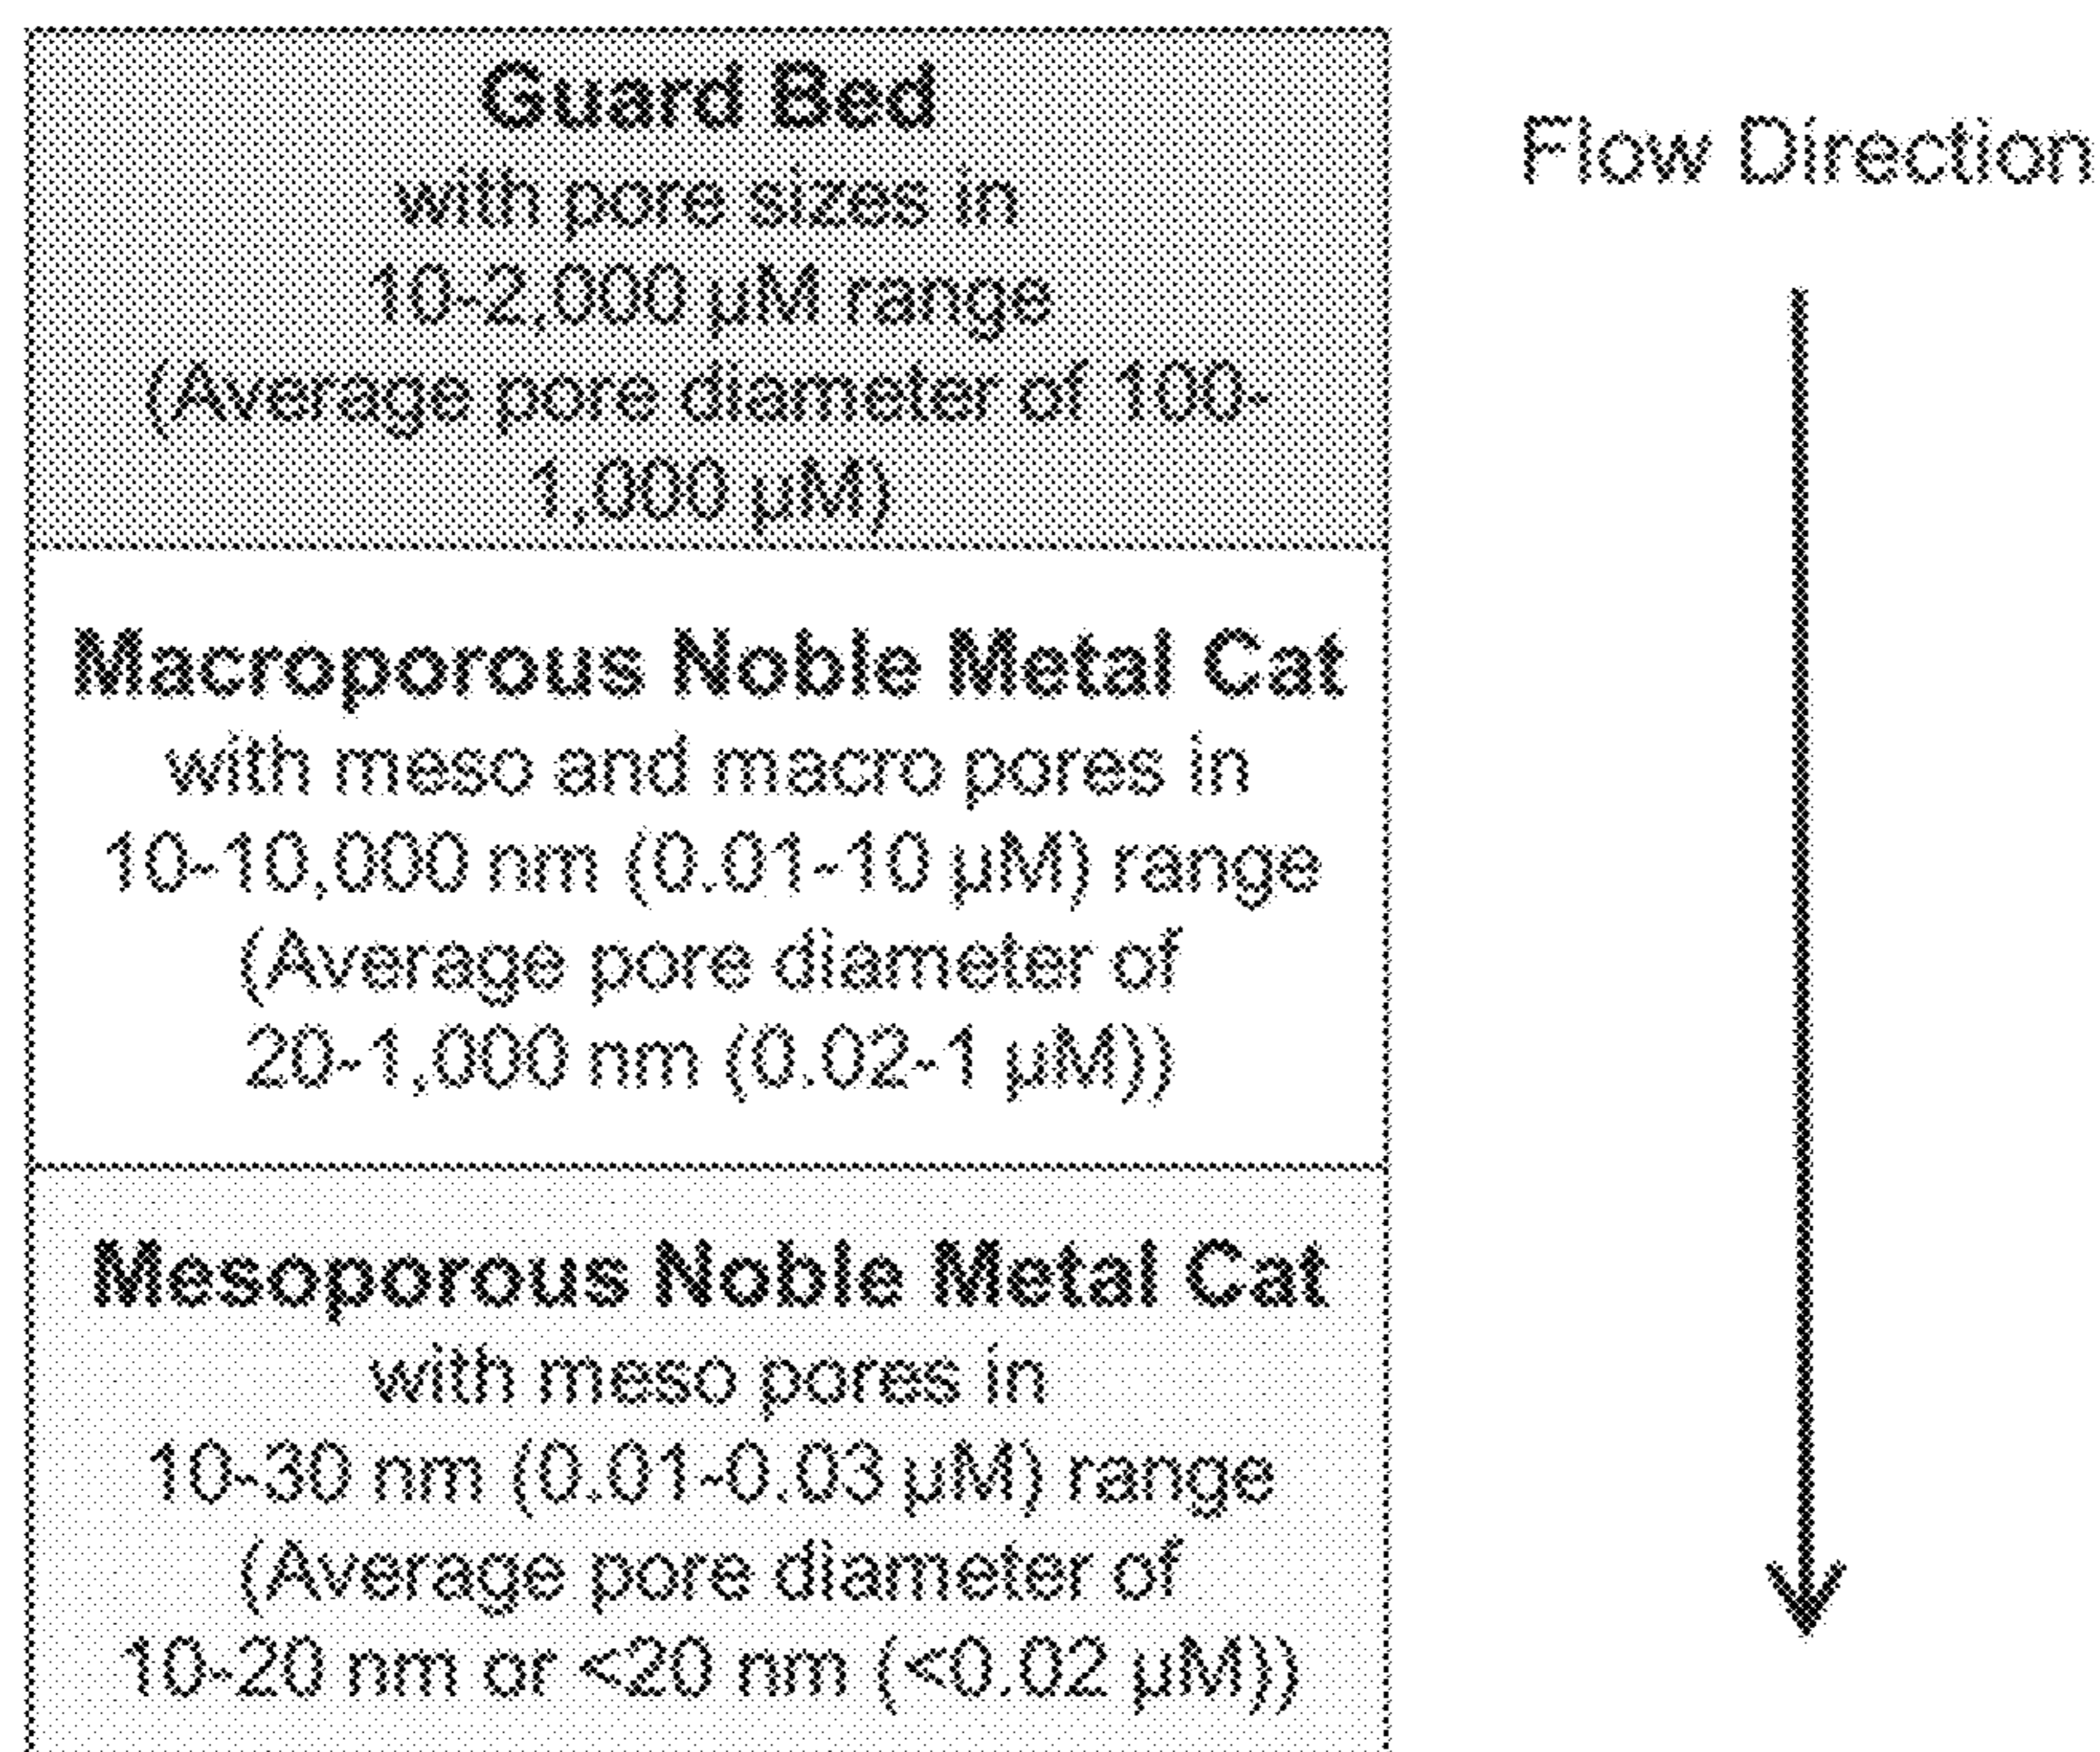 Guard Bed
with pore sizes in
10-2,000 µM range
(Average pore diameter of 100-
1,000 µM)
Flow Direction
Macroporous Noble Metal Cat
with meso and macro pores in
10-10,000 nm (0.01-10 µM) range
(Average pore diameter of
20-1,000 nm (0.02-1 µM))
Mesoporous Noble Metal Cat
with meso pores in
10-30 nm (0.01-0.03 µM) range
(Average pore diameter of
10-20 nm or <20 nm (<0.02 µM))